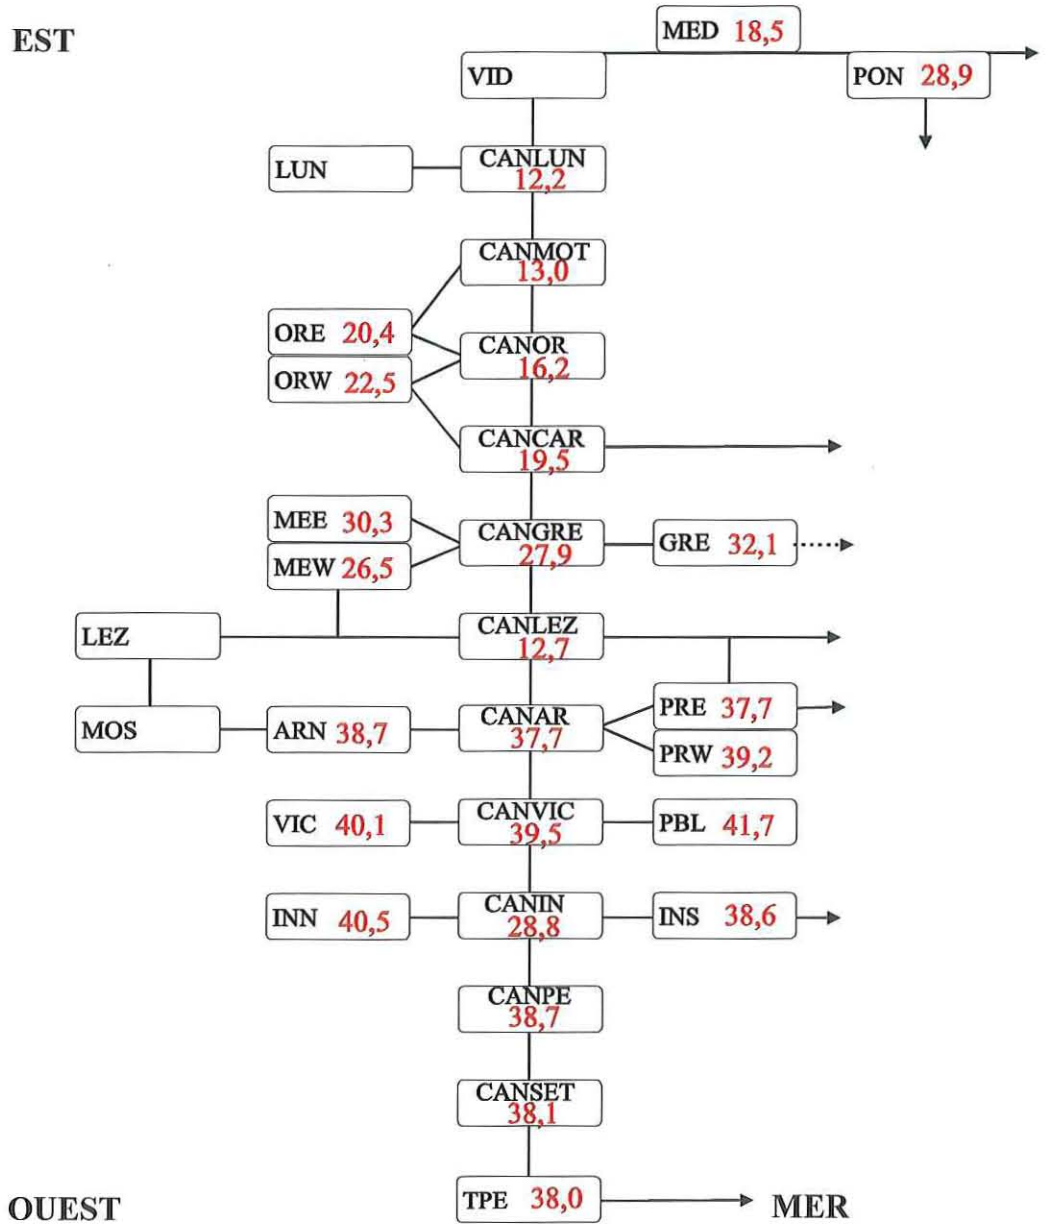 EST
MED 18,5
VID
PON 28,9
LUN
CANLUN
12,2
CANMOT
13,0
ORE 20,4
CANOR
16,2
ORW 22,5
CANCAR
19,5
MEE 30,3
CANGRE
27,9
GRE 32,1
MEW 26,5
LEZ
CANLEZ
12,7
PRE 37,7
MOS
ARN 38,7
CANAR
37,7
PRW 39,2
VIC 40,1
CANVIC
39,5
PBL 41,7
INN 40,5
CANIN
28,8
INS 38,6
CANPE
38,7
CANSET
38,1
OUEST
TPE 38,0
MER